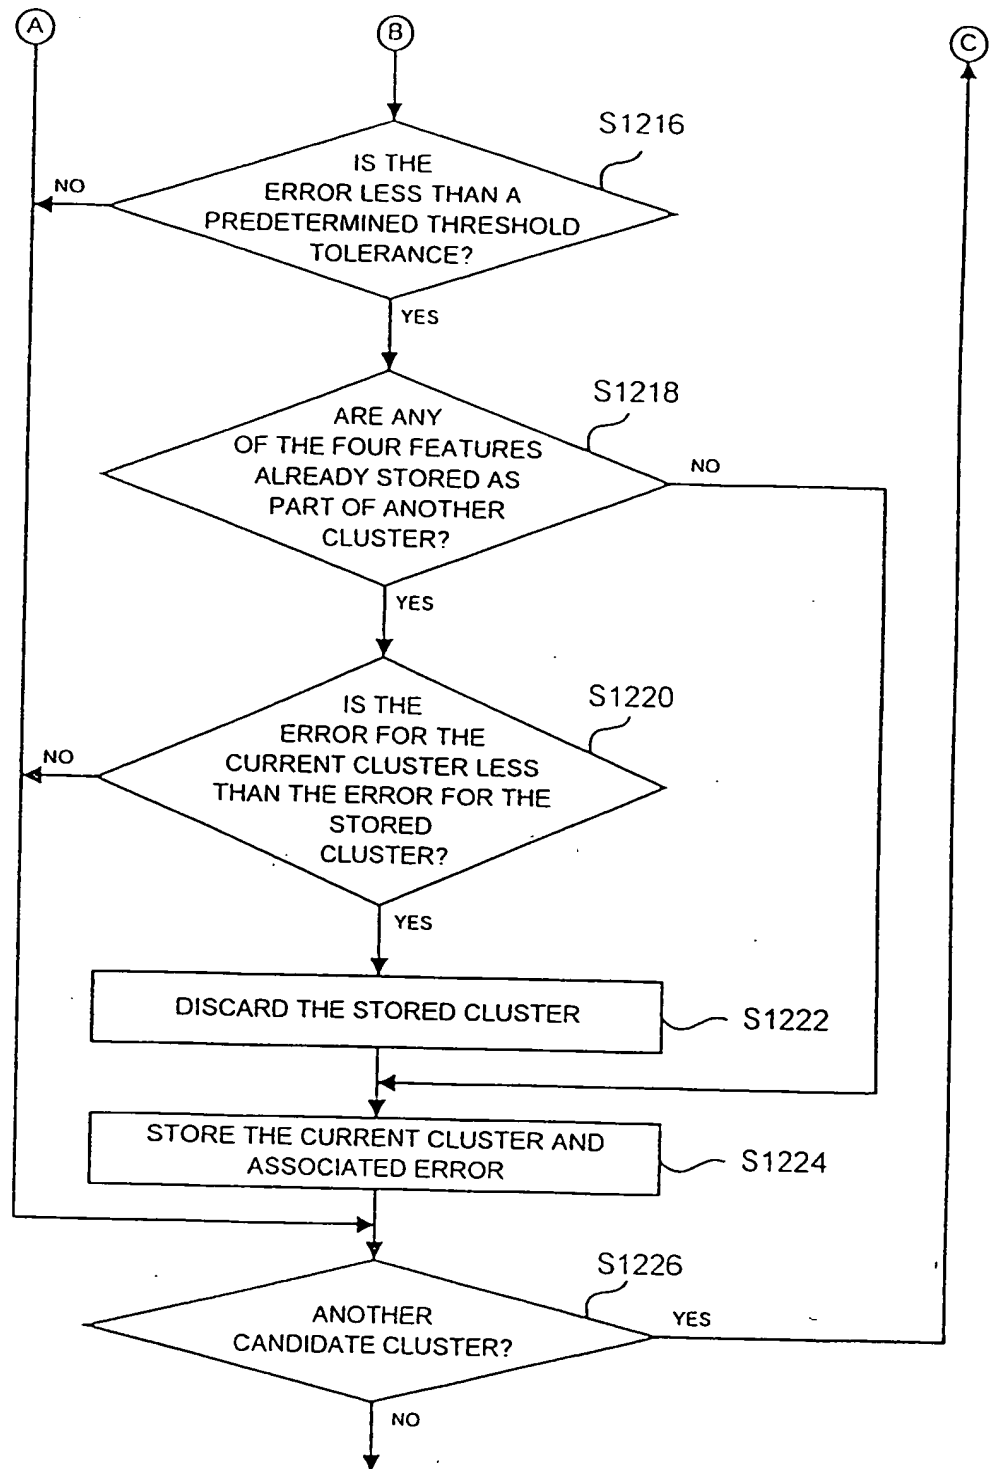 A
B
C
S1216
IS THE
ERROR LESS THAN A
PREDETERMINED THRESHOLD
TOLERANCE?
NO
YES
S1218
ARE ANY
OF THE FOUR FEATURES
ALREADY STORED AS
PART OF ANOTHER
CLUSTER?
NO
YES
S1220
IS THE
ERROR FOR THE
CURRENT CLUSTER LESS
THAN THE ERROR FOR THE
STORED
CLUSTER?
NO
YES
DISCARD THE STORED CLUSTER
S1222
STORE THE CURRENT CLUSTER AND
ASSOCIATED ERROR
S1224
S1226
ANOTHER
CANDIDATE CLUSTER?
YES
NO